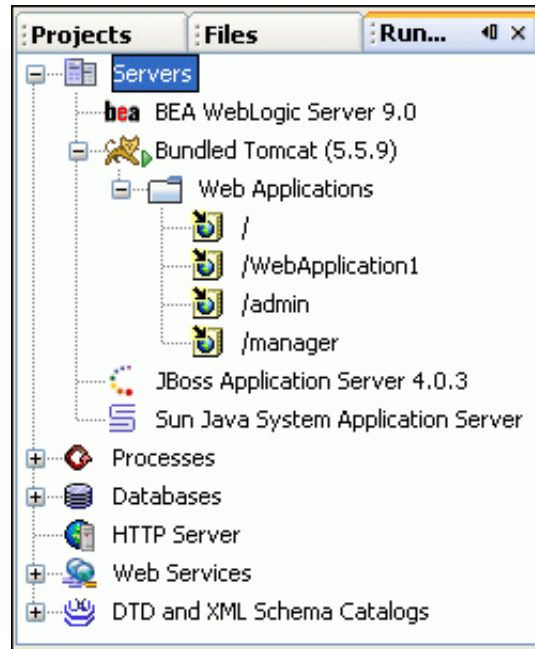 Projects Files Run...
Servers
bea BEA WebLogic Server 9.0
Bundled Tomcat (5.5.9)
Web Applications
/
/WebApplication1
/admin
/manager
JBoss Application Server 4.0.3
Sun Java System Application Server
Processes
Databases
HTTP Server
Web Services
DTD and XML Schema Catalogs